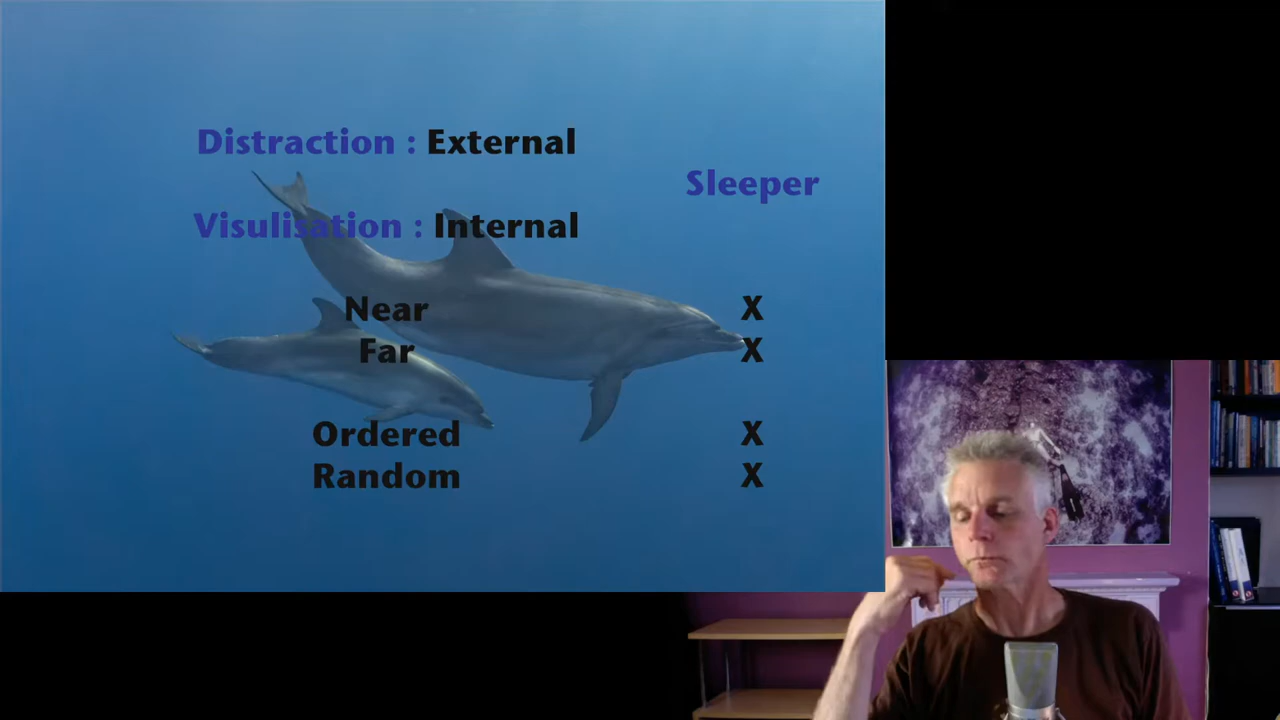 Distraction : External
Sleeper
Visulisation : Internal
Near X
Far X
Ordered X
Random X